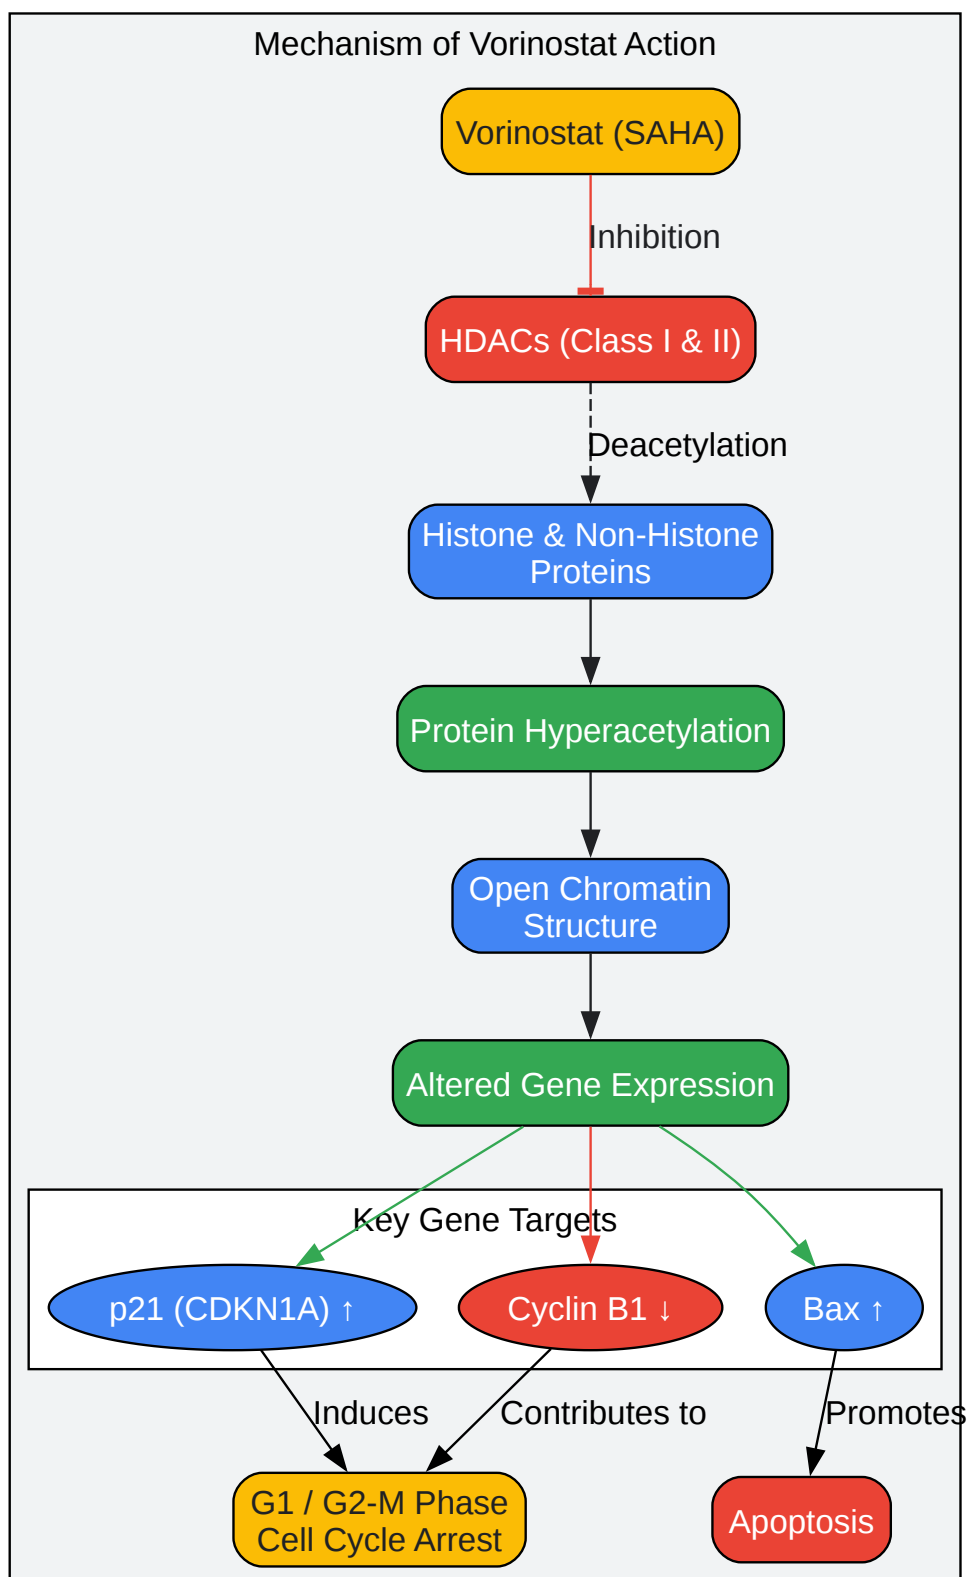 Mechanism of Vorinostat Action
Vorinostat (SAHA)
Inhibition
HDACs (Class I & II)
Deacetylation
Histone & Non-Histone
Proteins
Protein Hyperacetylation
Open Chromatin
Structure
Altered Gene Expression
Key Gene Targets
p21 (CDKN1A) ↑
Cyclin B1 ↓
Bax ↑
Induces
Contributes to
Promotes
G1 / G2-M Phase
Cell Cycle Arrest
Apoptosis